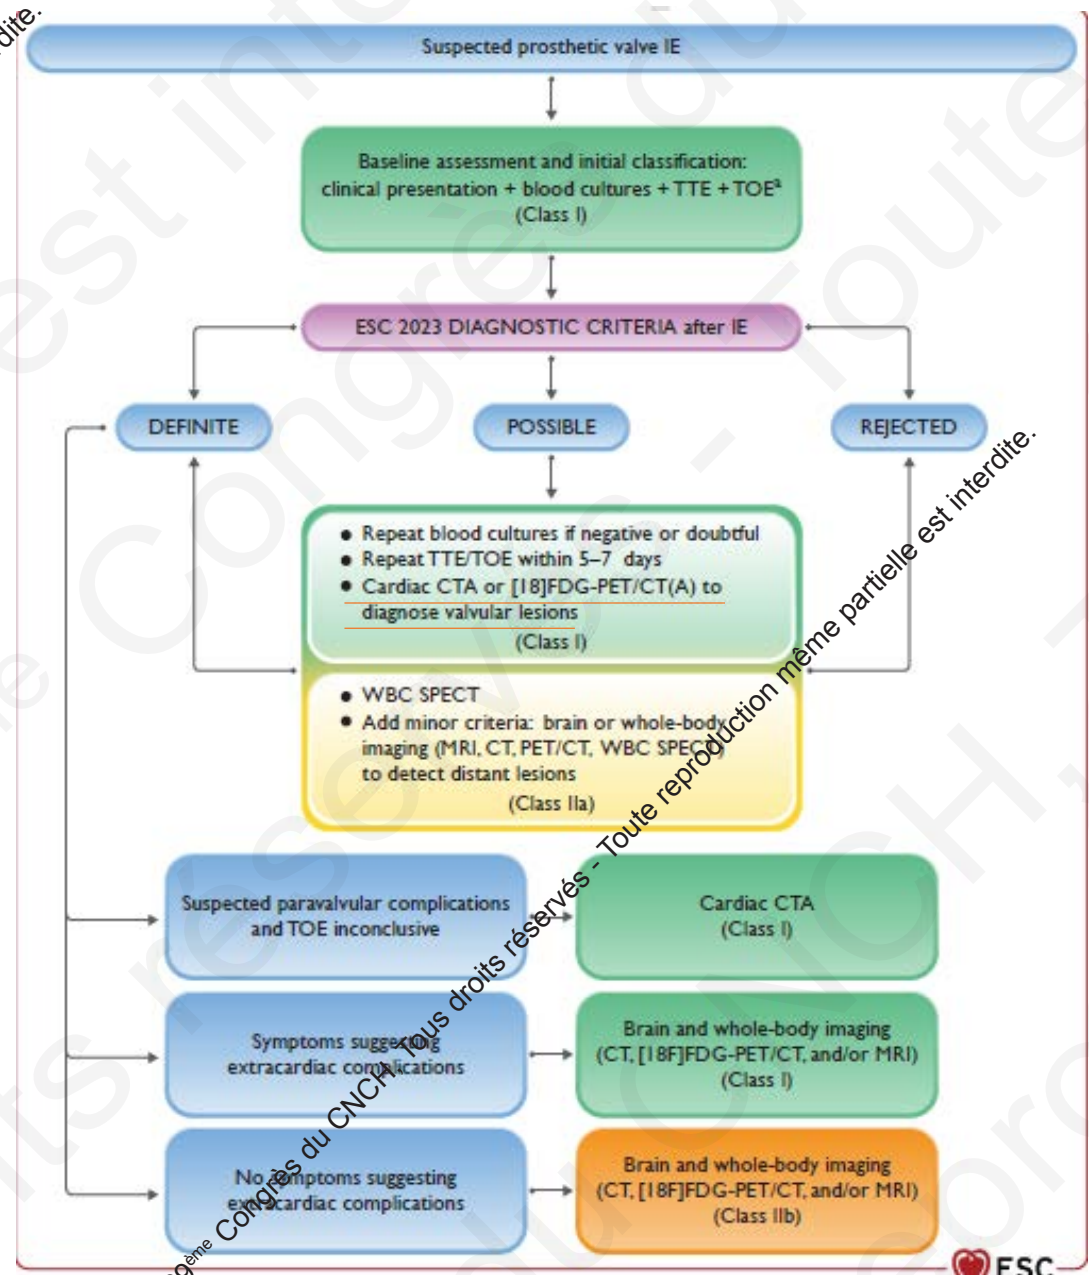 Suspected prosthetic valve IE
Baseline assessment and initial classification:
clinical presentation + blood cultures + TTE + TOEª
(Class I)
ESC 2023 DIAGNOSTIC CRITERIA after IE
DEFINITE
POSSIBLE
REJECTED
● Repeat blood cultures if negative or doubtful
● Repeat TTE/TOE within 5–7 days
● Cardiac CTA or [18]FDG-PET/CT(A) to
diagnose valvular lesions
(Class I)
● WBC SPECT
● Add minor criteria: brain or whole-body
imaging (MRI, CT, PET/CT, WBC SPECT)
to detect distant lesions
(Class IIa)
Suspected paravalvular complications
and TOE inconclusive
Cardiac CTA
(Class I)
Symptoms suggesting
extracardiac complications
Brain and whole-body imaging
(CT, [18F]FDG-PET/CT, and/or MRI)
(Class I)
No symptoms suggesting
extracardiac complications
Brain and whole-body imaging
(CT, [18F]FDG-PET/CT, and/or MRI)
(Class IIb)
ESC
ème Congrès du CNCH. Tous droits réservés - Toute reproduction même partielle est interdite.